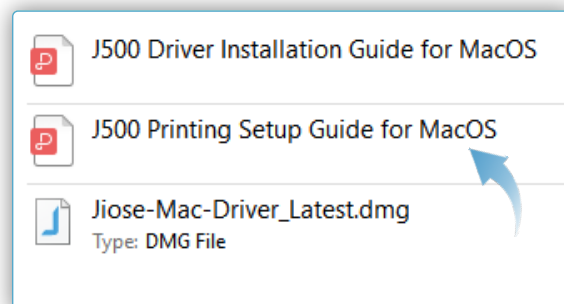 J500 Driver Installation Guide for MacOS
J500 Printing Setup Guide for MacOS
Jiose-Mac-Driver_Latest.dmg
Type: DMG File